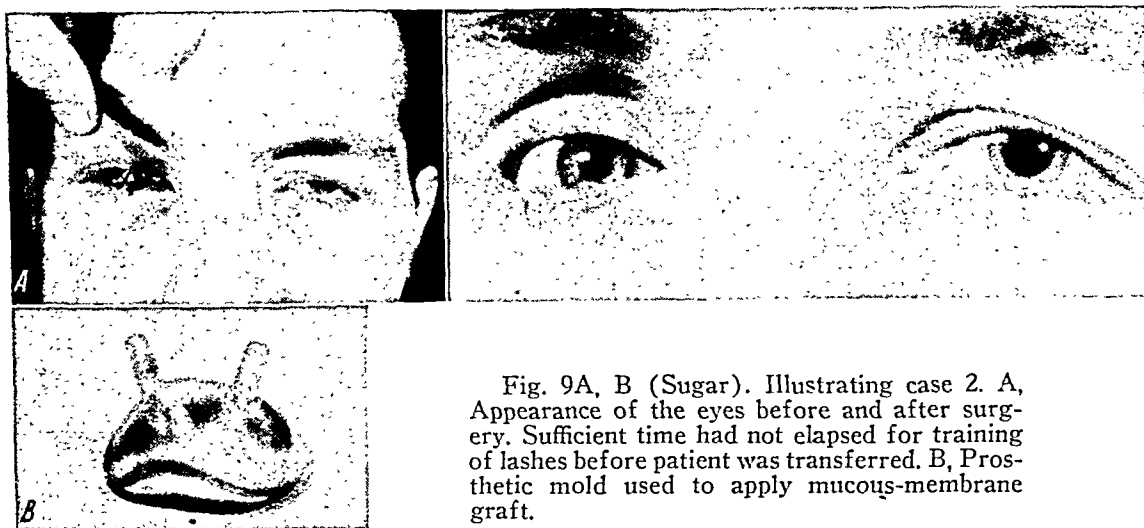 A
B
Fig. 9A, B (Sugar). Illustrating case 2. A,
Appearance of the eyes before and after surg-
ery. Sufficient time had not elapsed for training
of lashes before patient was transferred. B, Pros-
thetic mold used to apply mucous-membrane
graft.